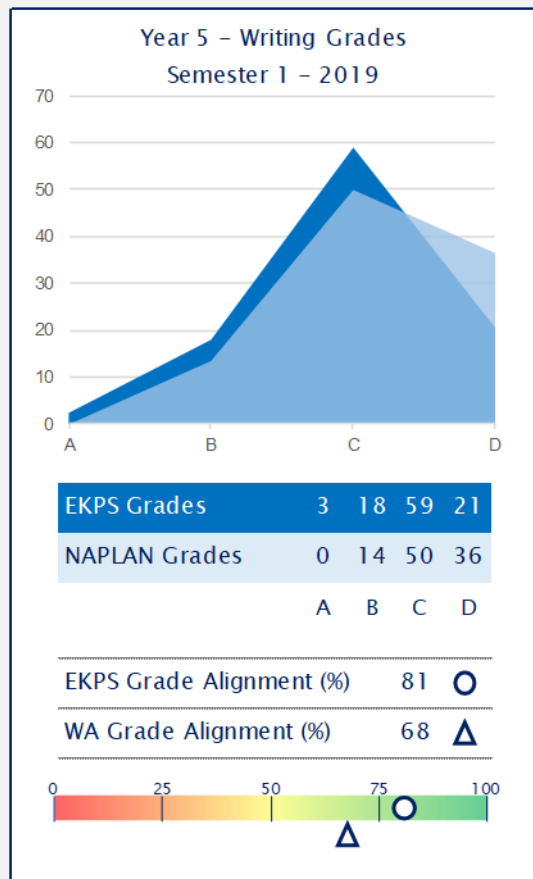 Year 5 – Writing Grades
Semester 1 – 2019
70
60
50
40
30
20
10
0
A B C D
EKPS Grades 3 18 59 21
NAPLAN Grades 0 14 50 36
A B C D
EKPS Grade Alignment (%) 81
WA Grade Alignment (%) 68
0 25 50 75 100